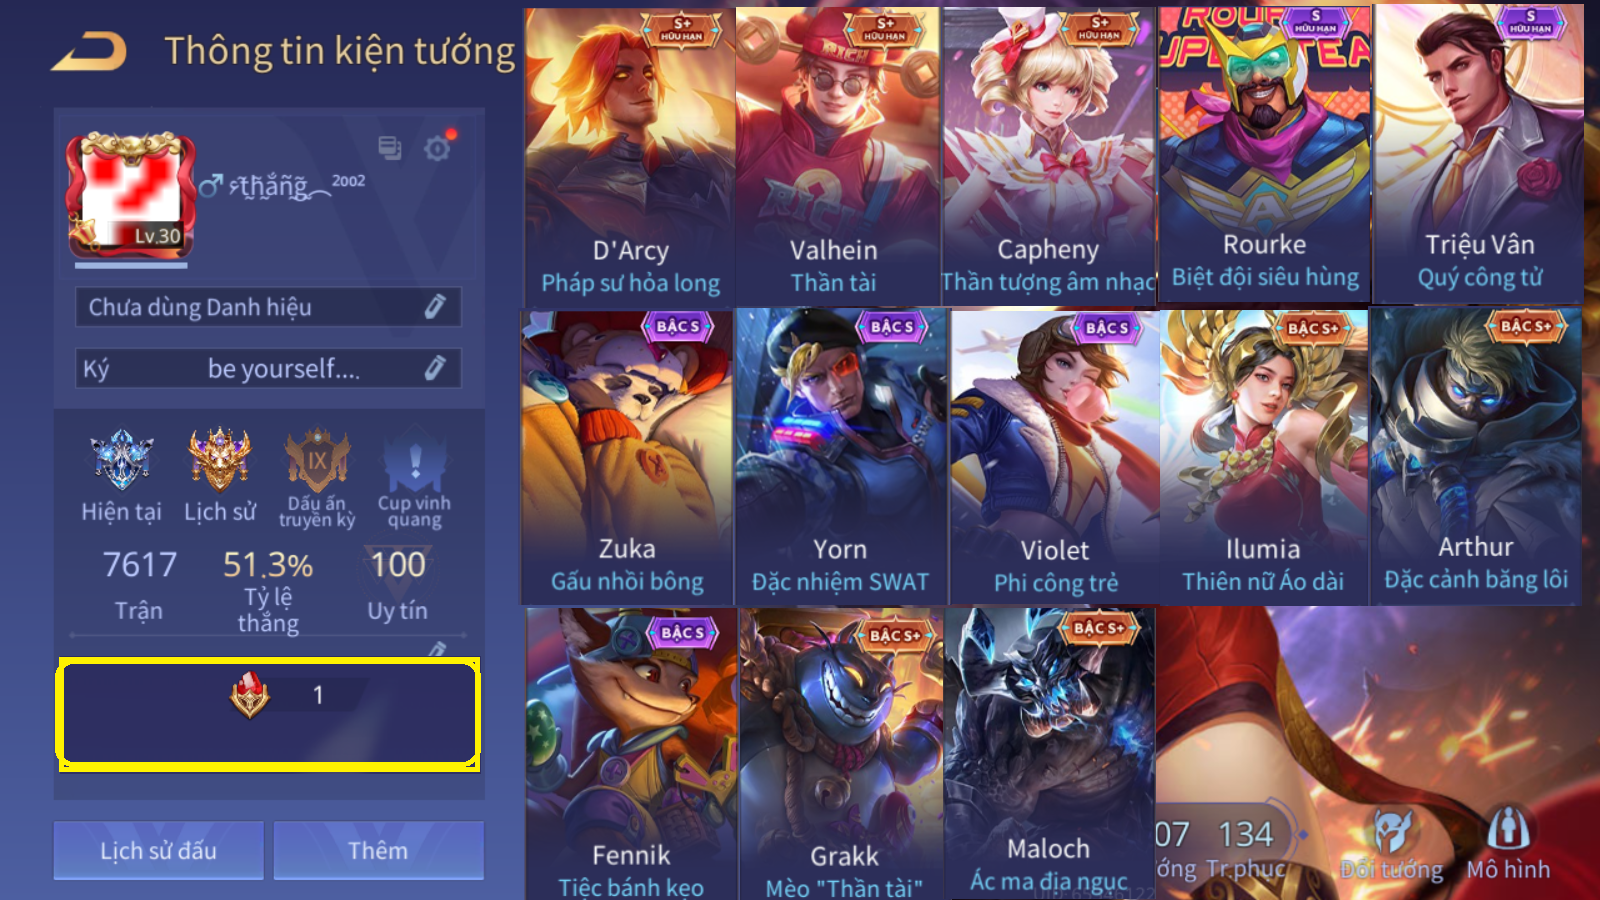 Thông tin kiện tướng
Lv.30
2002
Chưa dùng Danh hiệu
Ký
be yourself....
IX
Hiện tại
Lịch sử
Dấu ấn
truyền kỳ
Cup vinh
quang
7617
51.3%
100
Trận
Tỷ lệ
thắng
Uy tín
1
Lịch sử đấu
Thêm
S+
HỮU HẠN
D'Arcy
Pháp sư hỏa long
S+
HỮU HẠN
RICH
RICH
Valhein
Thần tài
S+
HỮU HẠN
Capheny
Thần tượng âm nhạc
S
HỮU HẠN
A
Rourke
Biệt đội siêu hùng
S
HỮU HẠN
Triệu Vân
Quý công tử
BẬC S
Zuka
Gấu nhồi bông
BẬC S
Yorn
Đặc nhiệm SWAT
BẬC S
Violet
Phi công trẻ
BẬC S+
Ilumia
Thiên nữ Áo dài
BẬC S+
Arthur
Đặc cảnh băng lôi
BẬC S
Fennik
Tiệc bánh kẹo
BẬC S+
Grakk
Mèo "Thần tài"
BẬC S+
Maloch
Ác ma địa ngục
07
134
ớng
Tr.phục
Đổi tướng
Mô hình